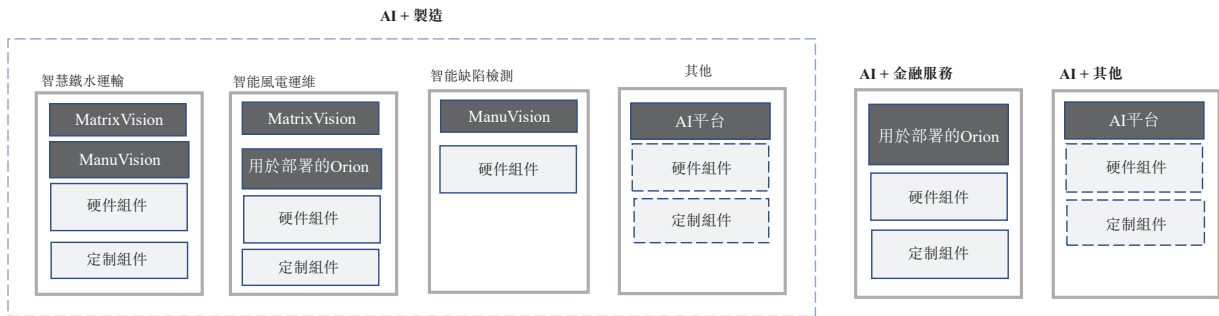 AI + 製造
智慧鐵水運輸
MatrixVision
ManuVision
硬件組件
定制組件
智能風電運維
MatrixVision
用於部署的Orion
硬件組件
定制組件
智能缺陷檢測
ManuVision
硬件組件
其他
AI平台
硬件組件
定制組件
AI + 金融服務
用於部署的Orion
硬件組件
定制組件
AI + 其他
AI平台
硬件組件
定制組件